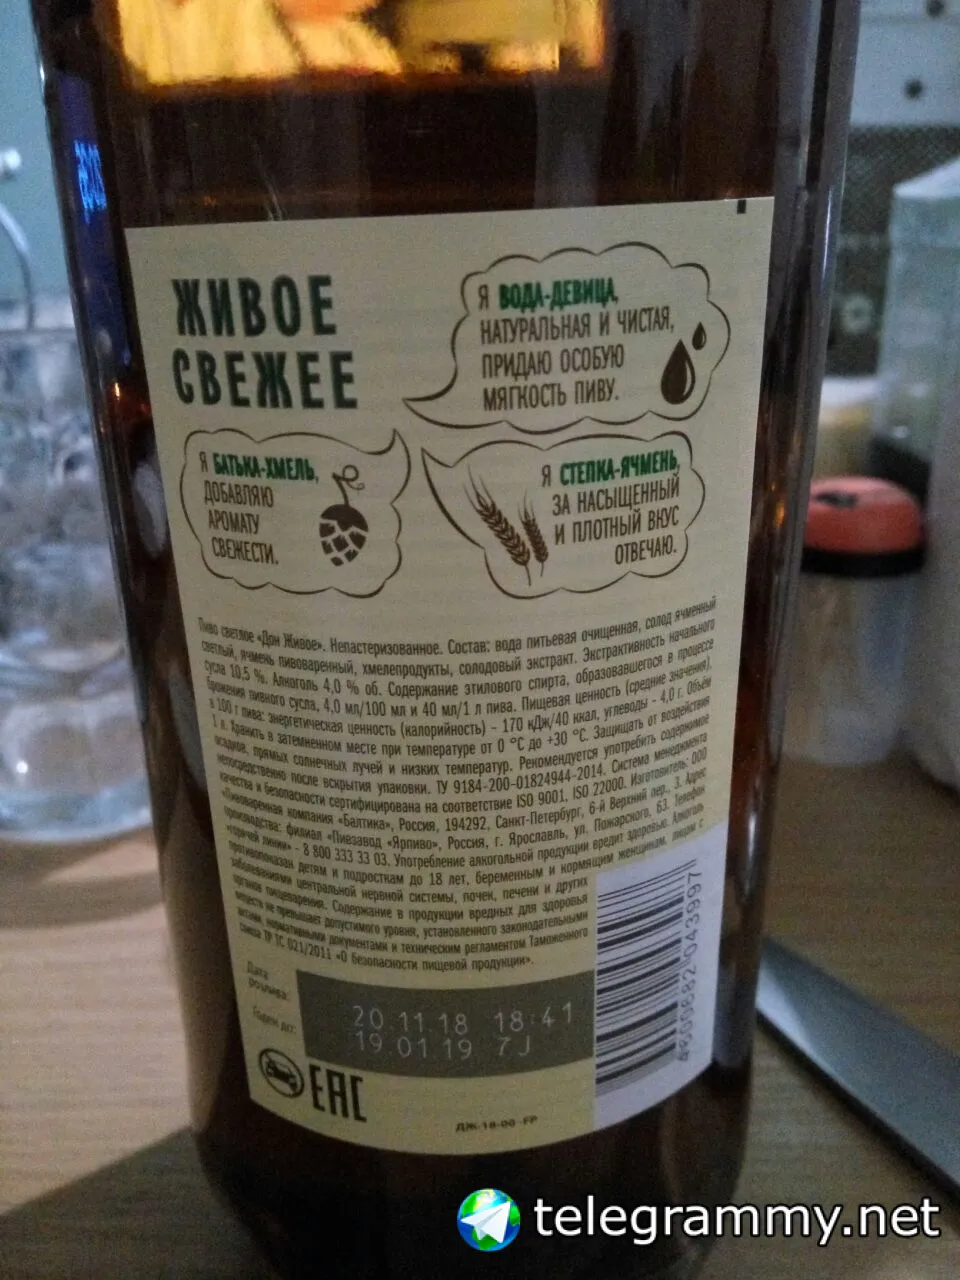 ЖИВОЕ
СВЕЖЕЕ
Я ВОДА-ДЕВИЦА,
НАТУРАЛЬНАЯ И ЧИСТАЯ,
ПРИДАЮ ОСОБУЮ
МЯГКОСТЬ ПИВУ.
Я БАТЬКА-ХМЕЛЬ,
ДОБАВЛЯЮ
АРОМАТУ
СВЕЖЕСТИ.
Я СТЕПКА-ЯЧМЕНЬ,
ЗА НАСЫЩЕННЫЙ
И ПЛОТНЫЙ ВКУС
ОТВЕЧАЮ.
Пиво светлое «Дон Живое». Непастеризованное. Состав: вода питьевая очищенная, солод ячменный
светлый, ячмень пивоваренный, хмелепродукты, солодовый экстракт. Экстрактивность начального
сусла 10,5 %. Алкоголь 4,0 % об. Содержание этилового спирта, образовавшегося в процессе
брожения пивного сусла, 4,0 мл/100 мл и 40 мл/1 л пива. Пищевая ценность (средние значения),
в 100 г пива: энергетическая ценность (калорийность) – 170 кДж/40 ккал, углеводы - 4,0 г. Объём
1 л. Хранить в затемненном месте при температуре от 0 °С до +30 °С. Защищать от воздействия
осадков, прямых солнечных лучей и низких температур. Рекомендуется употребить содержимое
непосредственно после вскрытия упаковки. ТУ 9184-200-01824944-2014. Система менеджмента
качества и безопасности сертифицирована на соответствие ISO 9001, ISO 22000. Изготовитель: ООО
«Пивоваренная компания «Балтика», Россия, 194292, Санкт-Петербург, 6-й Верхний пер., 3. Адрес
производства: филиал «Пивзавод «Ярпиво», Россия, г. Ярославль, ул. Пожарского, 63. Телефон
«горячей линии» - 8 800 333 33 03. Употребление алкогольной продукции вредит здоровью. Алкоголь
противопоказан детям и подросткам до 18 лет, беременным и кормящим женщинам, лицам с
заболеваниями центральной нервной системы, почек, печени и других
органов пищеварения. Содержание в продукции вредных для здоровья
веществ не превышает допустимого уровня, установленного законодательными
актами, нормативными документами и техническим регламентом Таможенного
союза ТР ТС 021/2011 «О безопасности пищевой продукции».
Дата
розлива:
Годен до:
20.11.18 18:41
19.01.19 7J
EAC
ДЖ-18-00-ГР
4600682043997
telegrammy.net